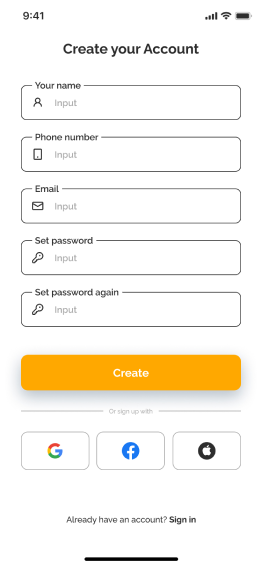 9:41
Create your Account
Your name
Input
Phone number
Input
Email
Input
Set password
Input
Set password again
Input
Create
Or sign up with
Already have an account? Sign in